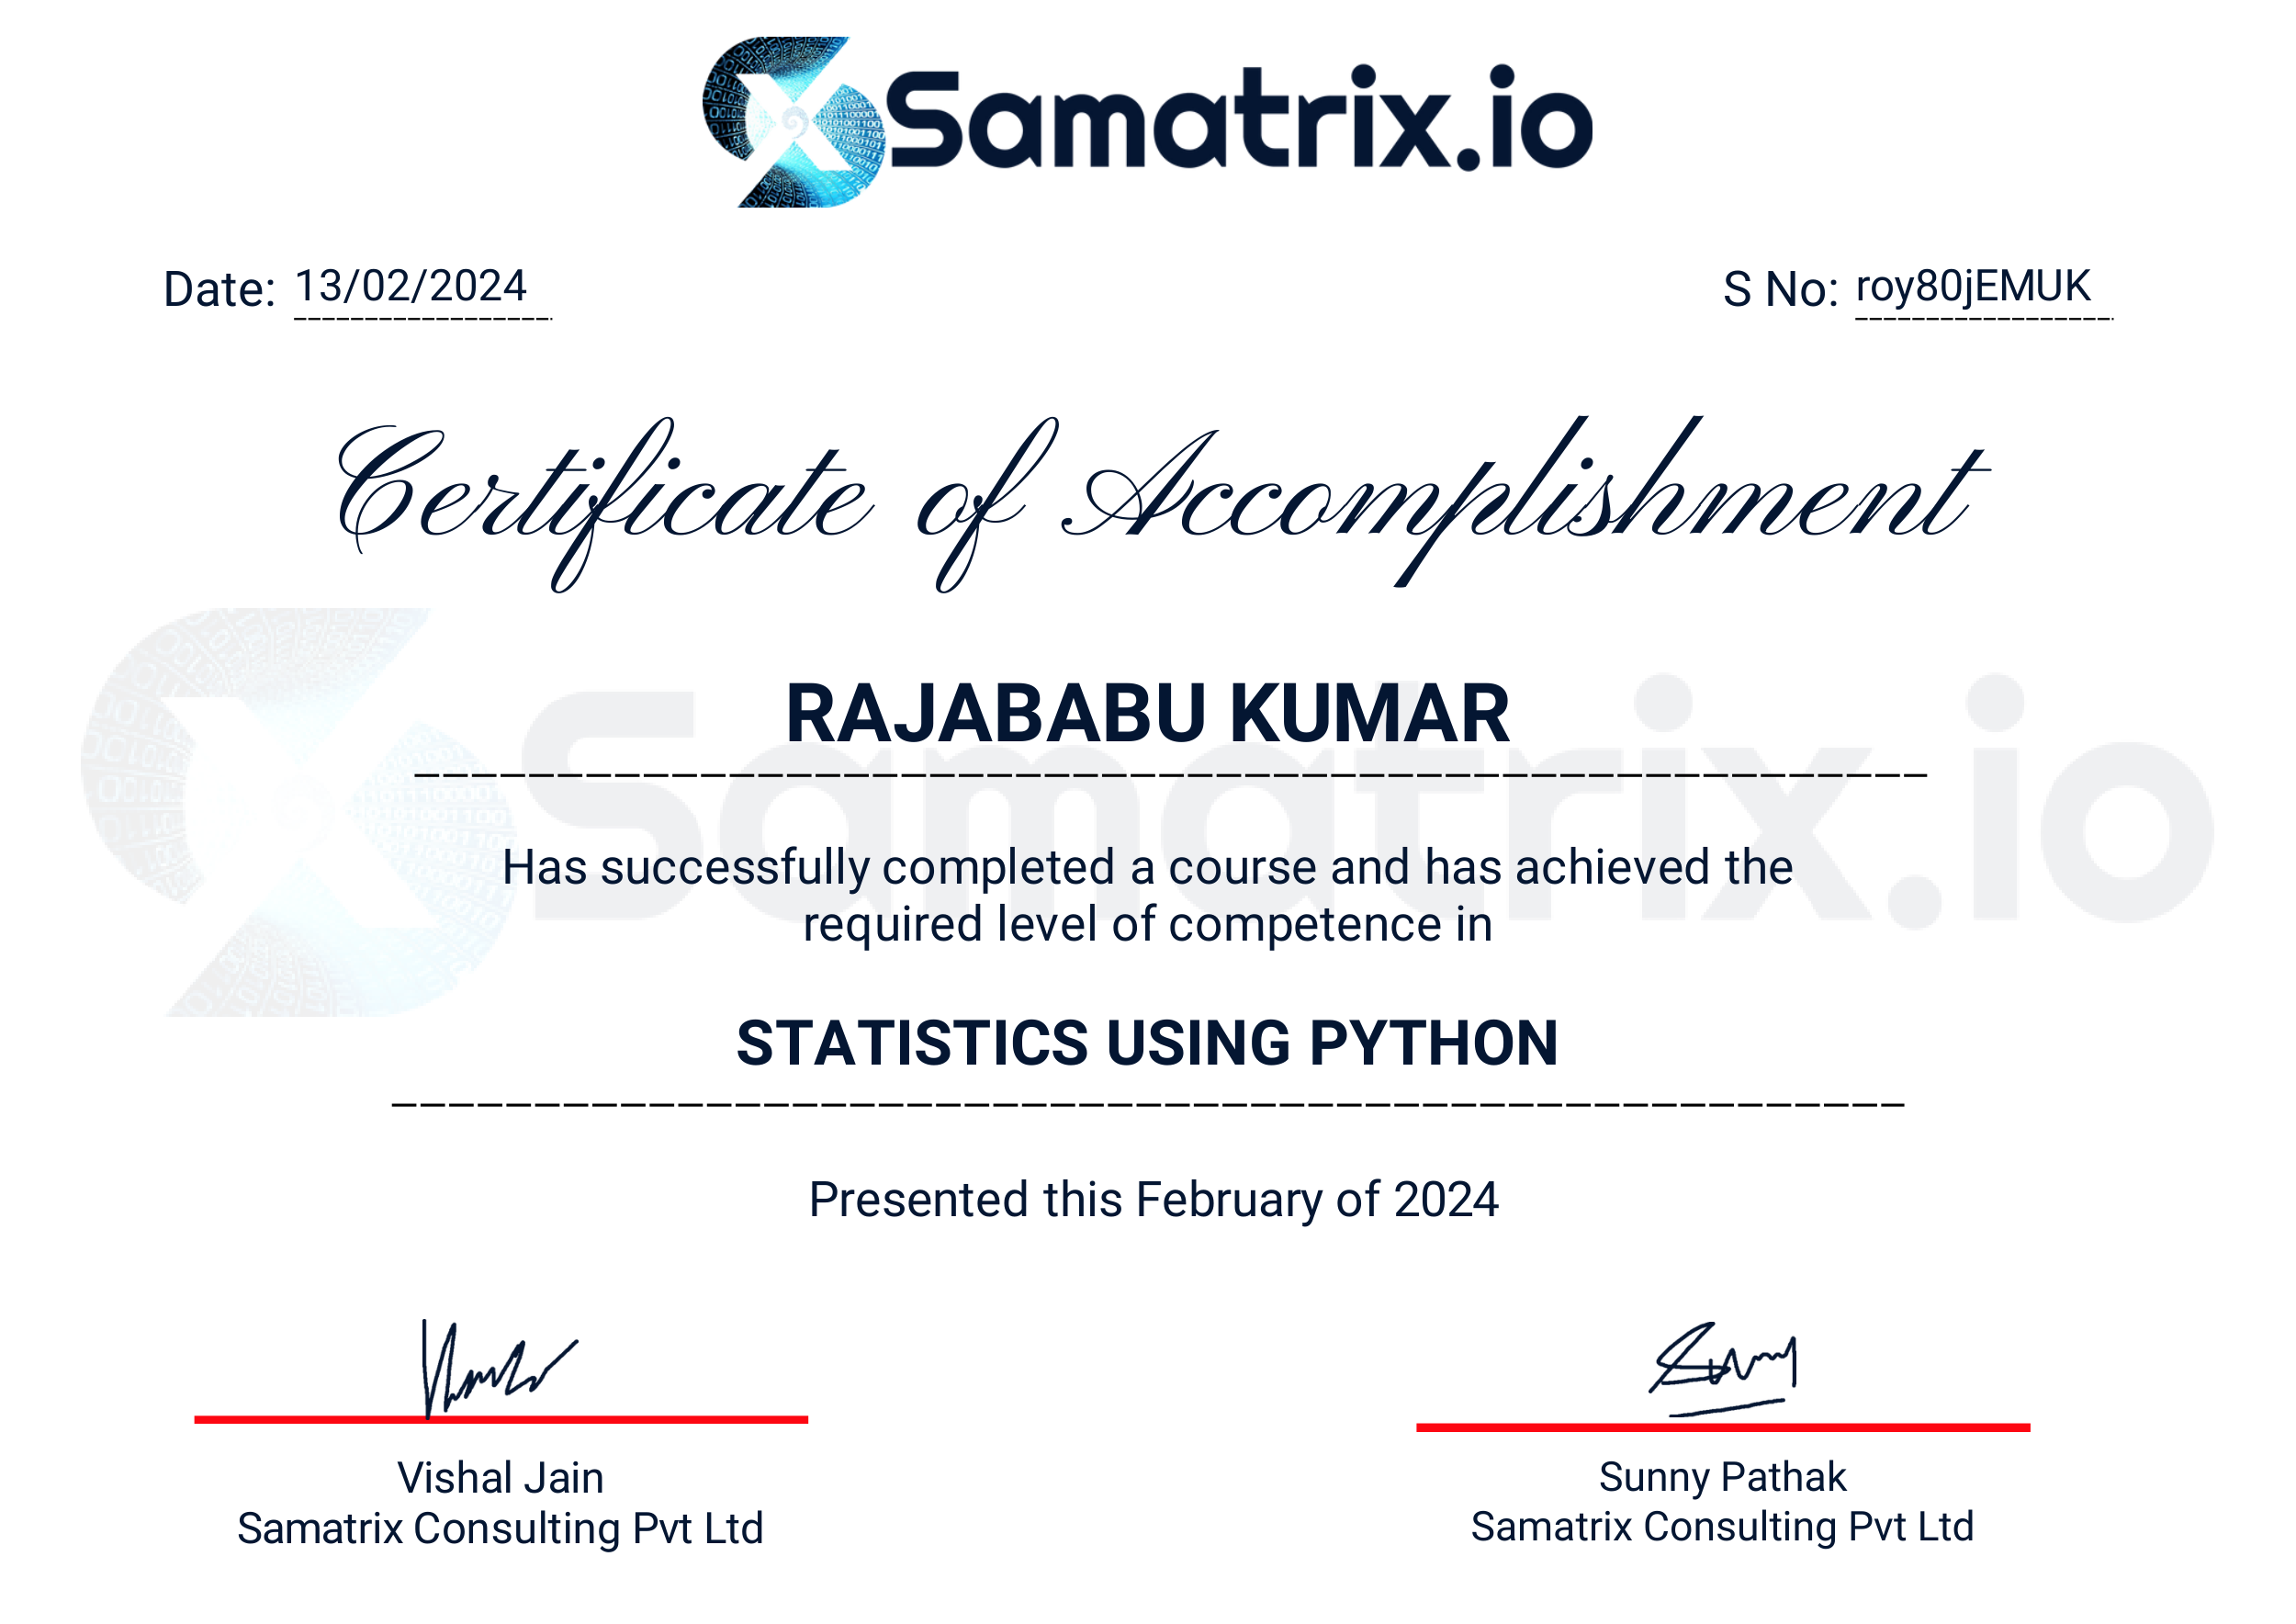 Samatrix.io
Date: 13/02/2024
S No: roy80jEMUK
Certificate of Accomplishment
RAJABABU KUMAR
Samatrix.io
Has successfully completed a course and has achieved the
required level of competence in
STATISTICS USING PYTHON
Presented this February of 2024
Vishal Jain
Samatrix Consulting Pvt Ltd
Sunny Pathak
Samatrix Consulting Pvt Ltd